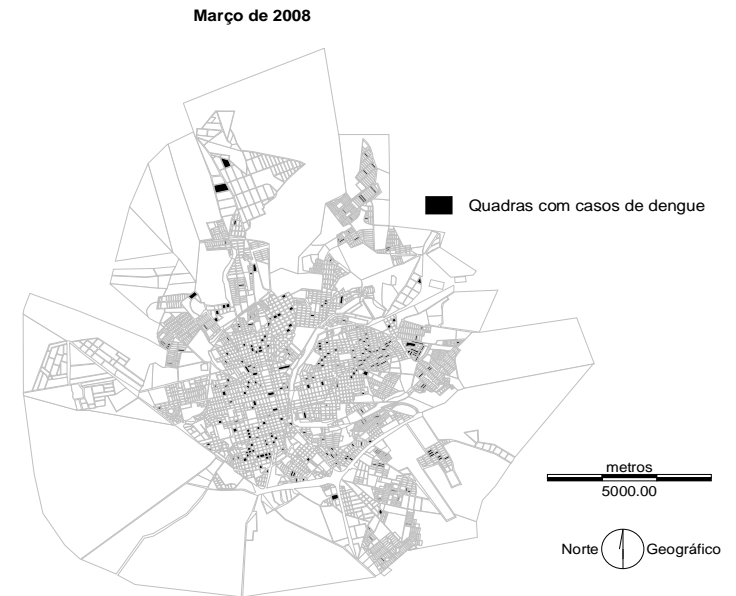 Março de 2008
Quadras com casos de dengue
metros
5000.00
Norte Geográfico